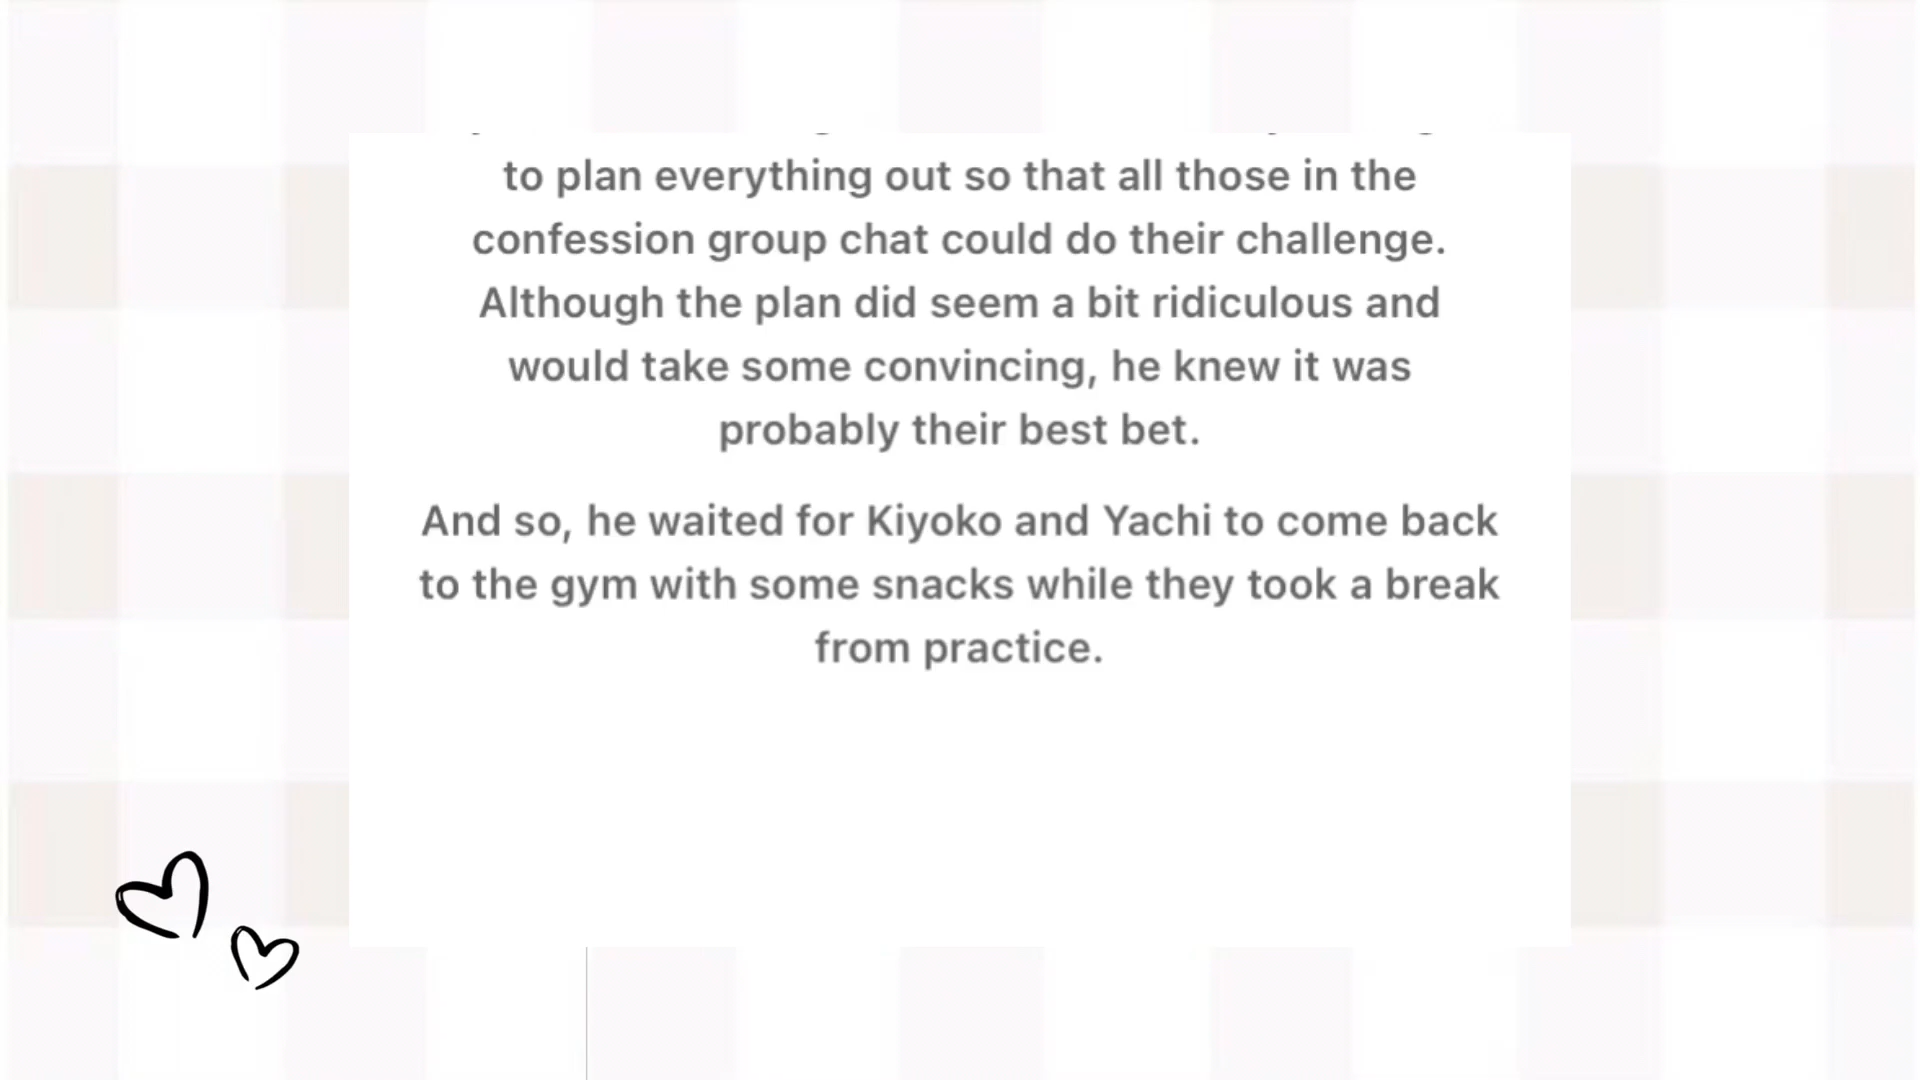 to plan everything out so that all those in the
confession group chat could do their challenge.
Although the plan did seem a bit ridiculous and
would take some convincing, he knew it was
probably their best bet.
And so, he waited for Kiyoko and Yachi to come back
to the gym with some snacks while they took a break
from practice.